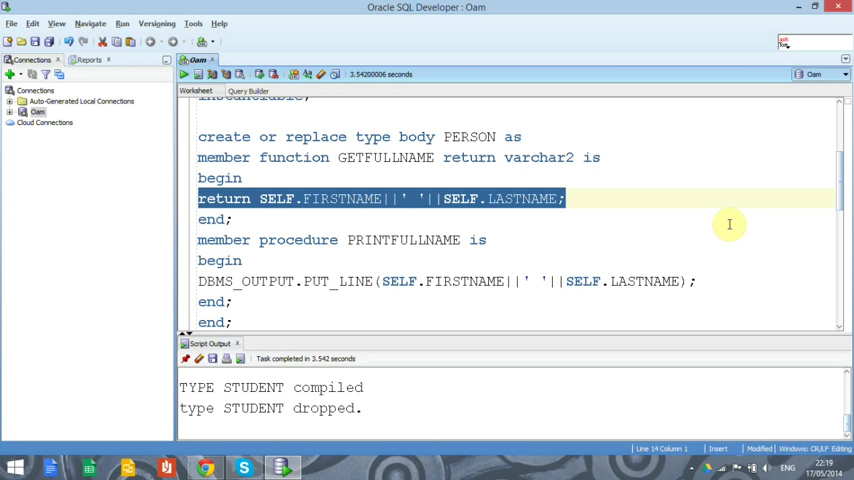 Oracle SQL Developer : Oam
File Edit View Navigate Run Versioning Tools Help
Connections Reports
Connections
Auto-Generated Local Connections
Oam
Cloud Connections
Oam
3.54200006 seconds
Oam
Worksheet Query Builder
instantiable;
create or replace type body PERSON as
member function GETFULLNAME return varchar2 is
begin
return SELF.FIRSTNAME||' '||SELF.LASTNAME;
end;
member procedure PRINTFULLNAME is
begin
DBMS_OUTPUT.PUT_LINE(SELF.FIRSTNAME||' '||SELF.LASTNAME);
end;
end;
Script Output
Task completed in 3.542 seconds
TYPE STUDENT compiled
type STUDENT dropped.
Line 14 Column 1 Insert Modified Windows: CR/LF Editing
ENG
22:19
17/05/2014